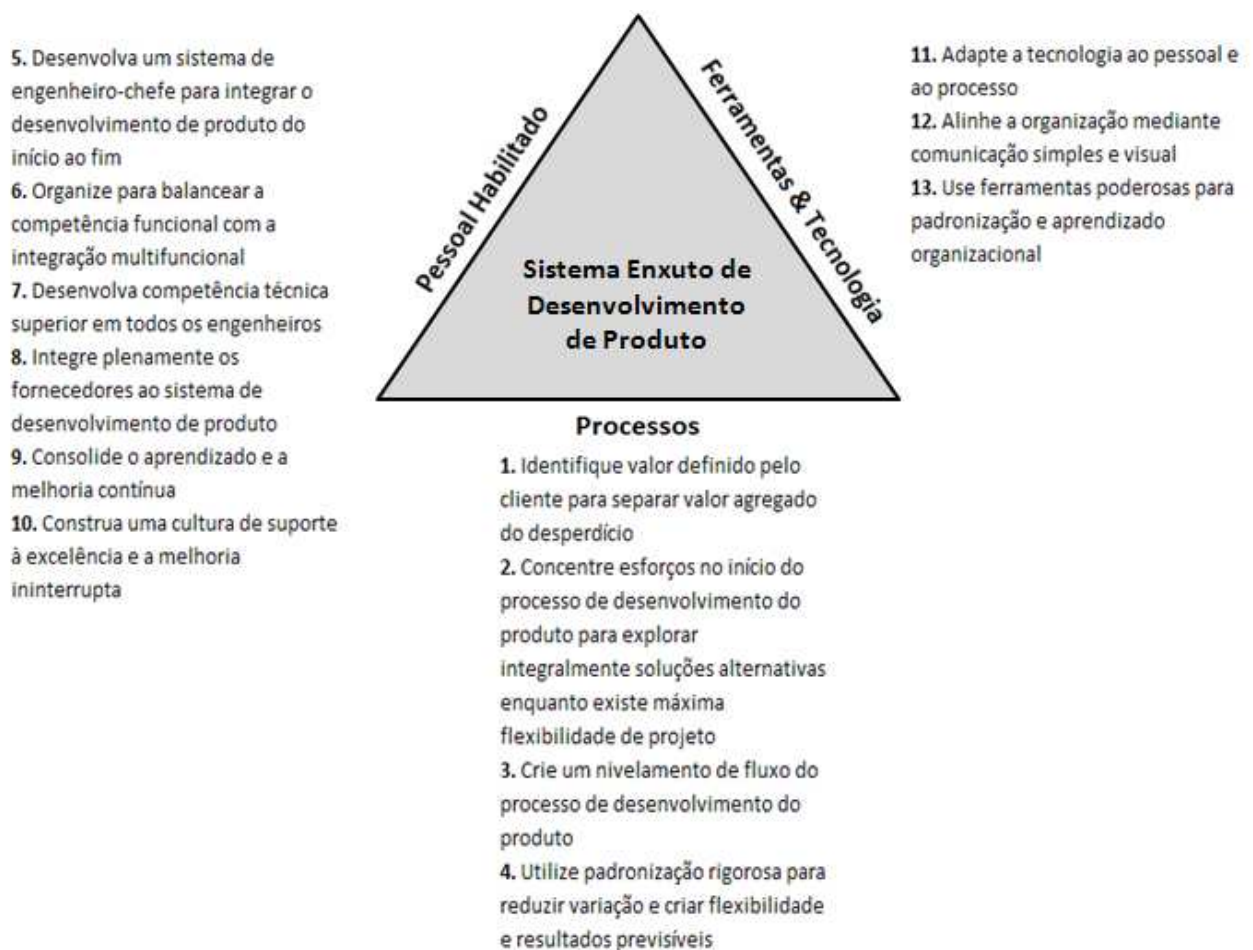 5. Desenvolva um sistema de
engenheiro-chefe para integrar o
desenvolvimento de produto do
início ao fim
6. Organize para balancear a
competência funcional com a
integração multifuncional
7. Desenvolva competência técnica
superior em todos os engenheiros
8. Integre plenamente os
fornecedores ao sistema de
desenvolvimento de produto
9. Consolide o aprendizado e a
melhoria contínua
10. Construa uma cultura de suporte
à excelência e a melhoria
ininterrupta
Pessoal Habilitado
Sistema Enxuto de
Desenvolvimento
de Produto
Ferramentas & Tecnologia
11. Adapte a tecnologia ao pessoal e
ao processo
12. Alinhe a organização mediante
comunicação simples e visual
13. Use ferramentas poderosas para
padronização e aprendizado
organizacional
Processos
1. Identifique valor definido pelo
cliente para separar valor agregado
do desperdício
2. Concentre esforços no início do
processo de desenvolvimento do
produto para explorar
integralmente soluções alternativas
enquanto existe máxima
flexibilidade de projeto
3. Crie um nivelamento de fluxo do
processo de desenvolvimento do
produto
4. Utilize padronização rigorosa para
reduzir variação e criar flexibilidade
e resultados previsíveis